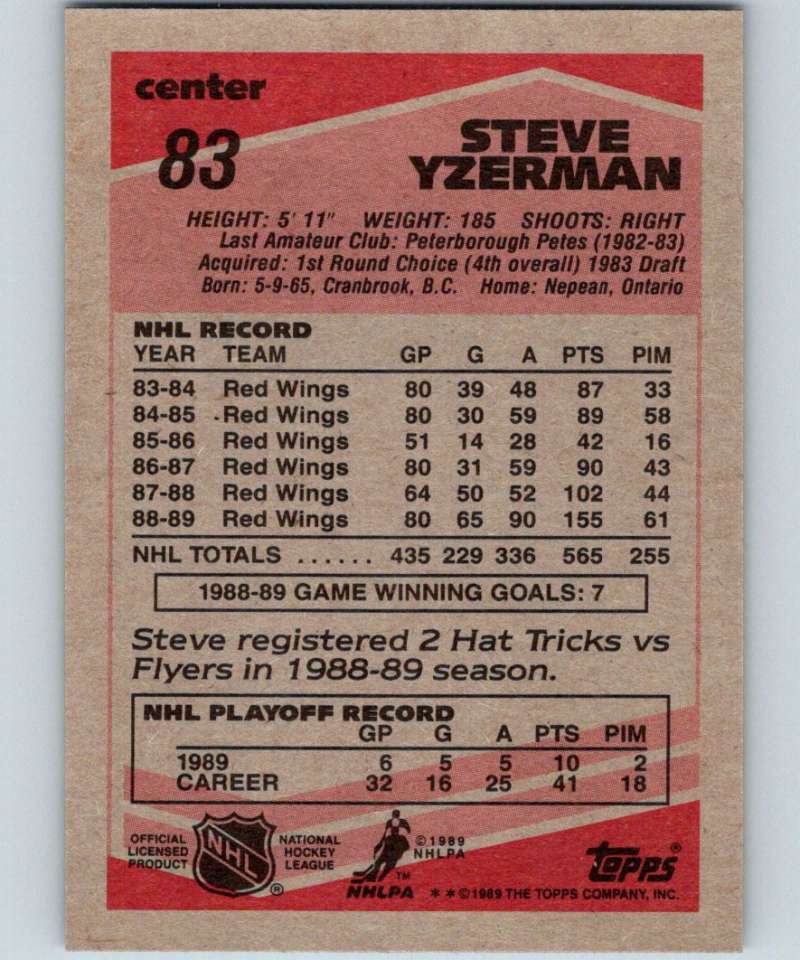 center
83
STEVE
YZERMAN
HEIGHT: 5' 11" WEIGHT: 185 SHOOTS: RIGHT
Last Amateur Club: Peterborough Petes (1982-83)
Acquired: 1st Round Choice (4th overall) 1983 Draft
Born: 5-9-65, Cranbrook, B.C. Home: Nepean, Ontario
NHL RECORD
YEAR TEAM GP G A PTS PIM
83-84 Red Wings 80 39 48 87 33
84-85 Red Wings 80 30 59 89 58
85-86 Red Wings 51 14 28 42 16
86-87 Red Wings 80 31 59 90 43
87-88 Red Wings 64 50 52 102 44
88-89 Red Wings 80 65 90 155 61
NHL TOTALS ...... 435 229 336 565 255
1988-89 GAME WINNING GOALS: 7
Steve registered 2 Hat Tricks vs
Flyers in 1988-89 season.
NHL PLAYOFF RECORD
GP G A PTS PIM
1989 6 5 5 10 2
CAREER 32 16 25 41 18
OFFICIAL
LICENSED
PRODUCT
NHL
®
NATIONAL
HOCKEY
LEAGUE
TM
NHLPA
©1989
NHLPA
topps®
**©1989 THE TOPPS COMPANY, INC.